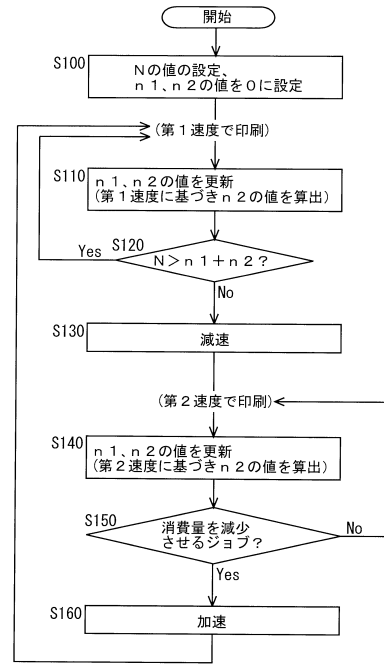 開始
S100
Nの値の設定、
n1、n2の値を0に設定
(第1速度で印刷)
S110
n1、n2の値を更新
(第1速度に基づきn2の値を算出)
S120
Yes
N>n1+n2?
No
S130
減速
(第2速度で印刷)
S140
n1、n2の値を更新
(第2速度に基づきn2の値を算出)
S150
消費量を減少
させるジョブ?
No
Yes
S160
加速